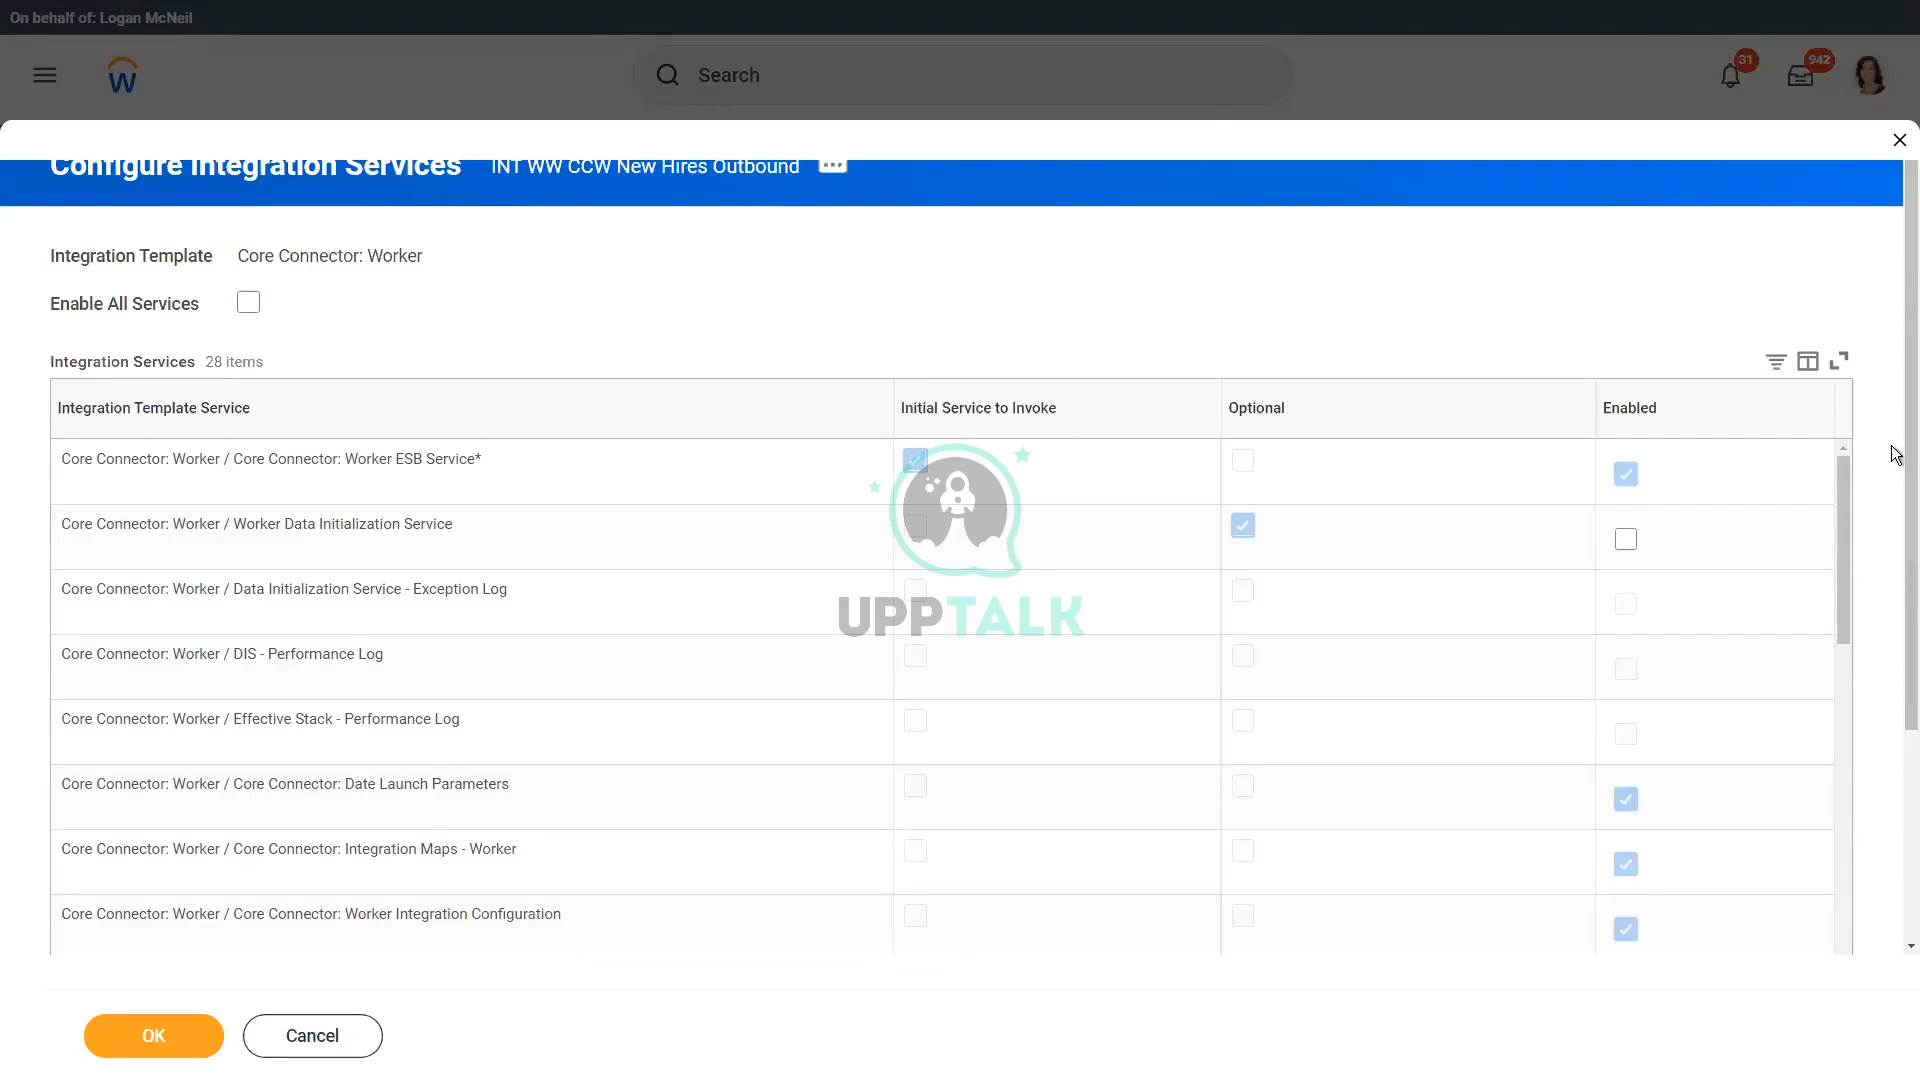 On behalf of: Logan McNeil
W
Search
31
942
Configure Integration Services INT WW CCW New Hires Outbound
Integration Template Core Connector: Worker
Enable All Services
Integration Services 28 items
Integration Template Service Initial Service to Invoke Optional Enabled
Core Connector: Worker / Core Connector: Worker ESB Service*
Core Connector: Worker / Worker Data Initialization Service
Core Connector: Worker / Data Initialization Service - Exception Log
UPPTALK
Core Connector: Worker / DIS - Performance Log
Core Connector: Worker / Effective Stack - Performance Log
Core Connector: Worker / Core Connector: Date Launch Parameters
Core Connector: Worker / Core Connector: Integration Maps - Worker
Core Connector: Worker / Core Connector: Worker Integration Configuration
OK Cancel